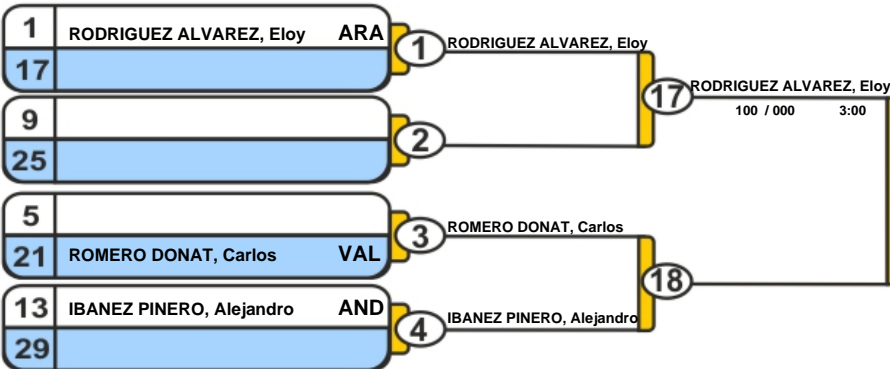 1 RODRIGUEZ ALVAREZ, Eloy ARA
17
1 RODRIGUEZ ALVAREZ, Eloy
9
25
2
17 RODRIGUEZ ALVAREZ, Eloy
100 / 000 3:00
5
21 ROMERO DONAT, Carlos VAL
3 ROMERO DONAT, Carlos
13 IBANEZ PINERO, Alejandro AND
29
4 IBANEZ PINERO, Alejandro
18